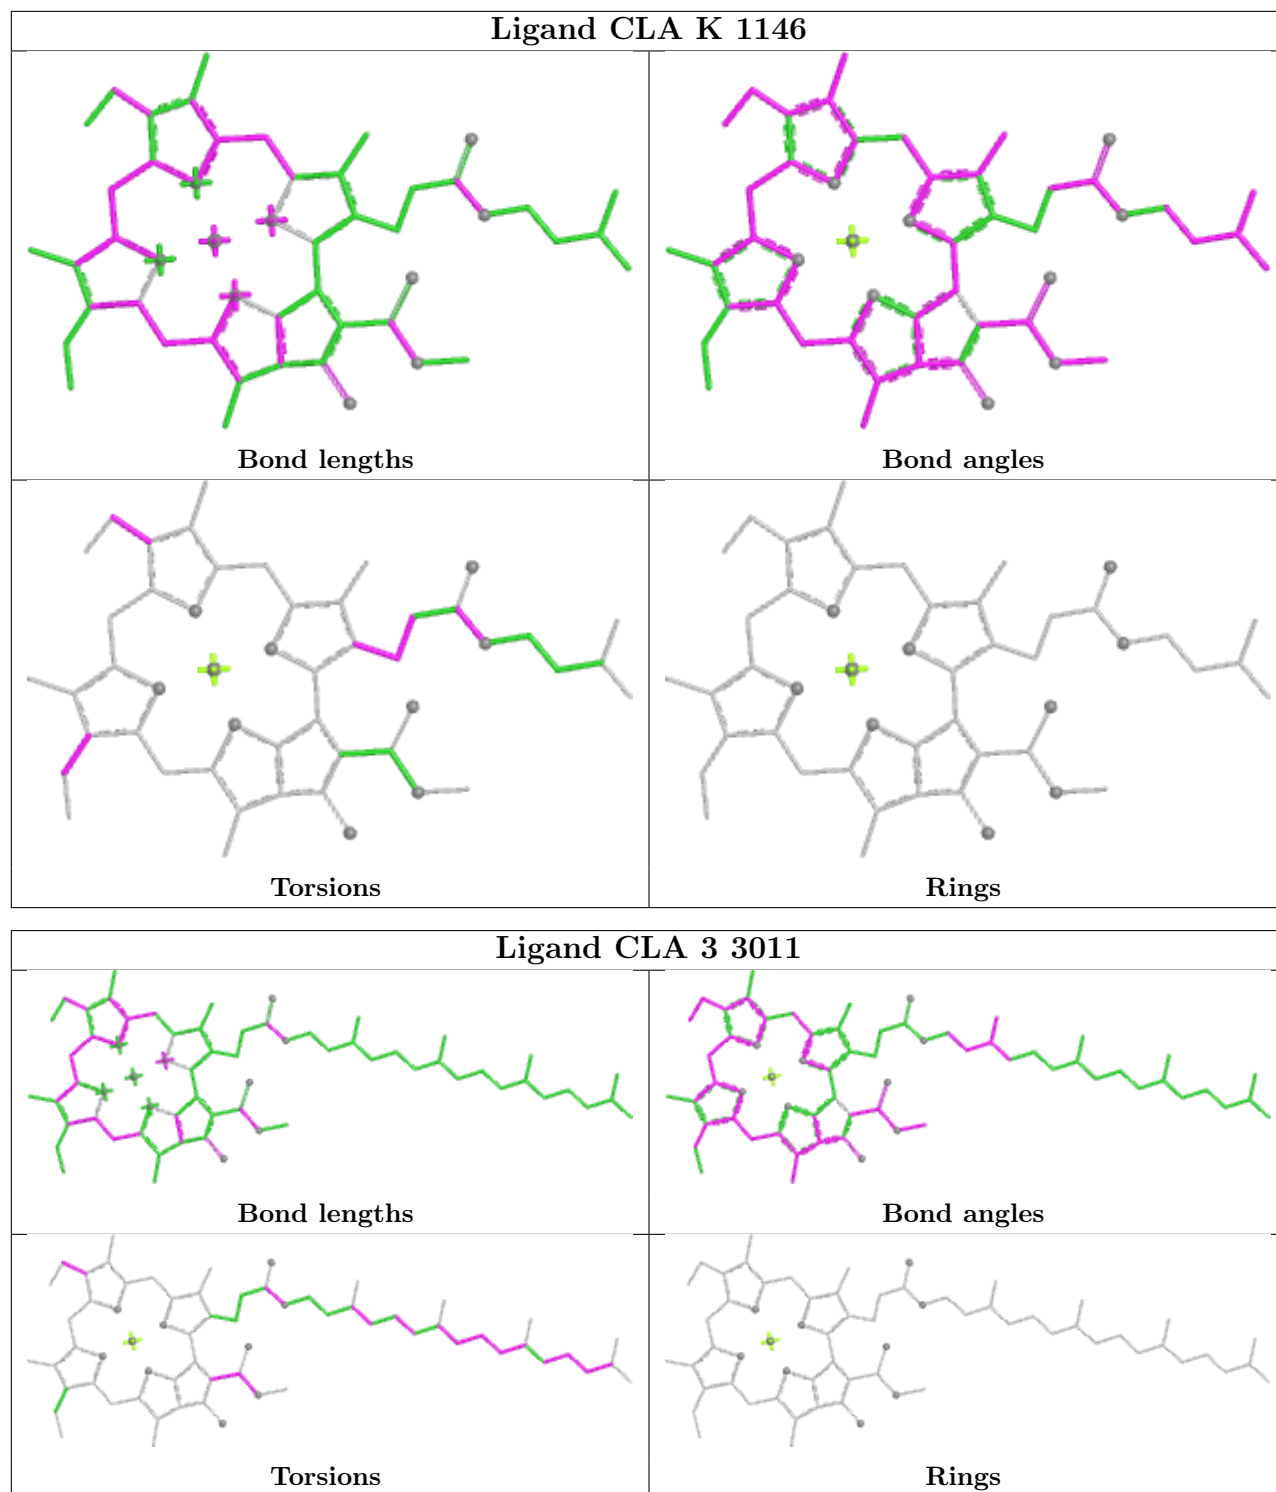 Ligand CLA K 1146
Bond lengths
Bond angles
Torsions
Rings
Ligand CLA 3 3011
Bond lengths
Bond angles
Torsions
Rings